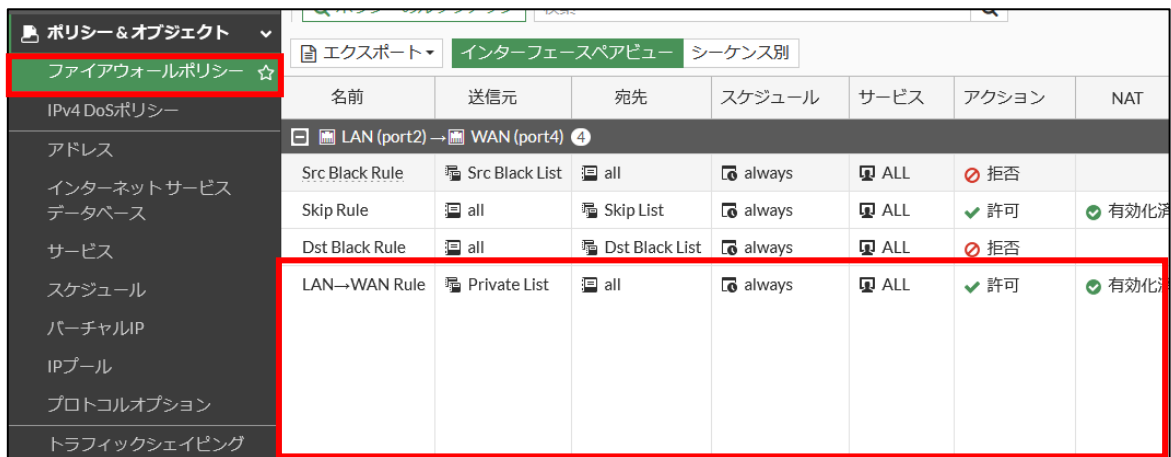 ポリシー＆オブジェクト
ファイアウォールポリシー
IPv4 DoSポリシー
アドレス
インターネット サービス
データベース
サービス
スケジュール
バーチャルIP
IPプール
プロトコルオプション
トラフィックシェイピング
エクスポート インターフェースペアビュー シーケンス別
名前 送信元 宛先 スケジュール サービス アクション NAT
LAN (port2) → WAN (port4) 4
Src Black Rule Src Black List all always ALL 拒否
Skip Rule all Skip List always ALL 許可 有効化済
Dst Black Rule all Dst Black List always ALL 拒否
LAN→WAN Rule Private List all always ALL 許可 有効化済